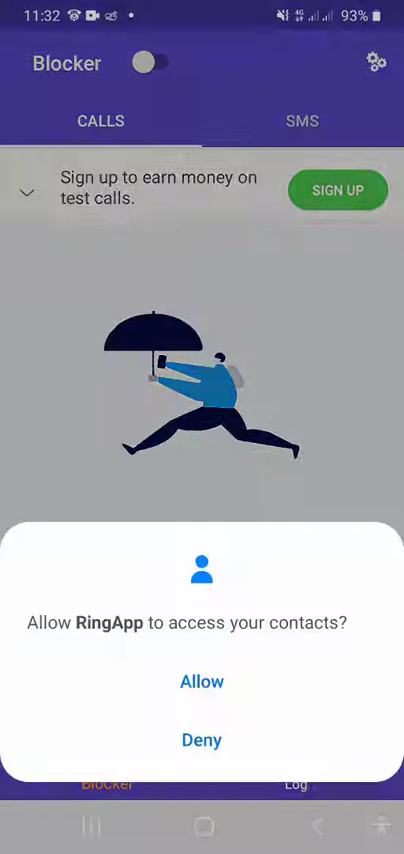 11:32 4G 93%
Blocker
CALLS SMS
Sign up to earn money on
test calls.
SIGN UP
Allow RingApp to access your contacts?
Allow
Deny
Blocker Log